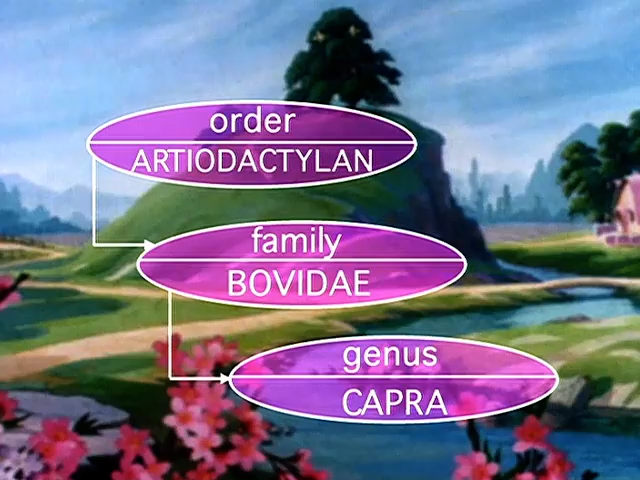 order
ARTIODACTYLAN
family
BOVIDAE
genus
CAPRA